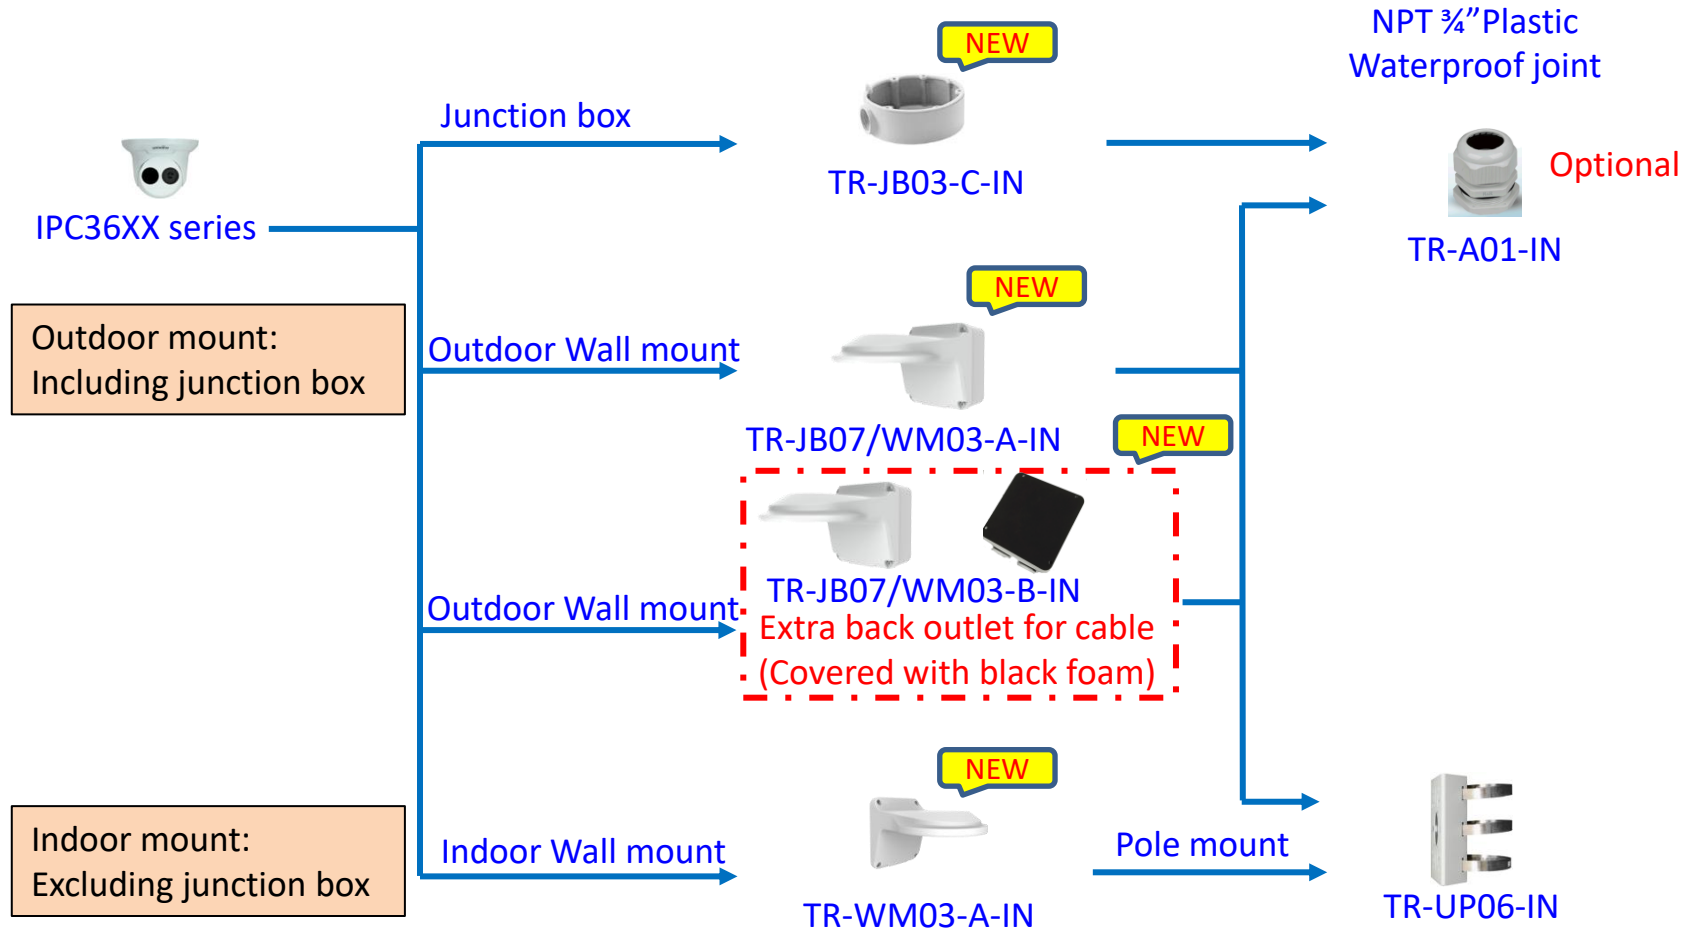 NPT ¾”Plastic
Waterproof joint
NEW
Junction box
TR-JB03-C-IN
Optional
IPC36XX series
TR-A01-IN
NEW
Outdoor mount:
Including junction box
Outdoor Wall mount
TR-JB07/WM03-A-IN
NEW
TR-JB07/WM03-B-IN
Outdoor Wall mount
Extra back outlet for cable
(Covered with black foam)
NEW
Indoor mount:
Excluding junction box
Indoor Wall mount
Pole mount
TR-WM03-A-IN
TR-UP06-IN